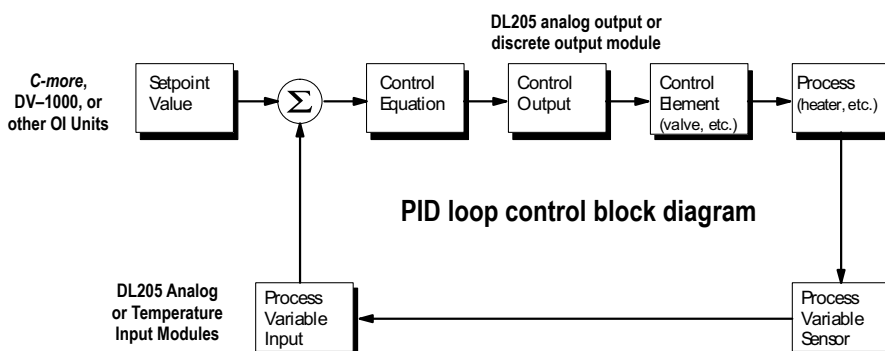 DL205 analog output or
discrete output module
C-more,
DV–1000, or
other OI Units
Setpoint
Value
Σ
Control
Equation
Control
Output
Control
Element
(valve, etc.)
Process
(heater, etc.)
PID loop control block diagram
DL205 Analog
or Temperature
Input Modules
Process
Variable
Input
Process
Variable
Sensor